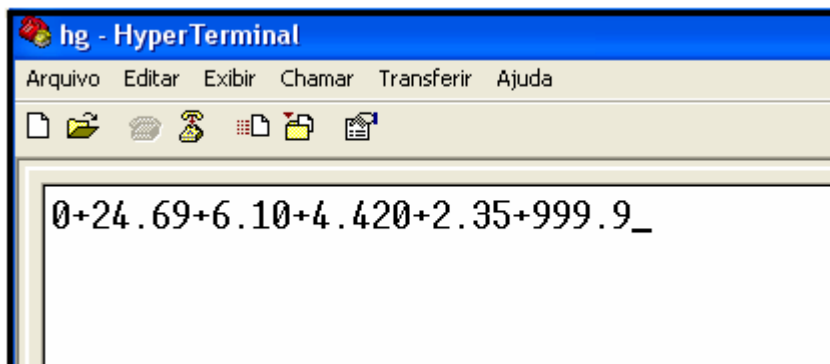 hg - HyperTerminal
Arquivo Editar Exibir Chamar Transferir Ajuda
0+24.69+6.10+4.420+2.35+999.9_